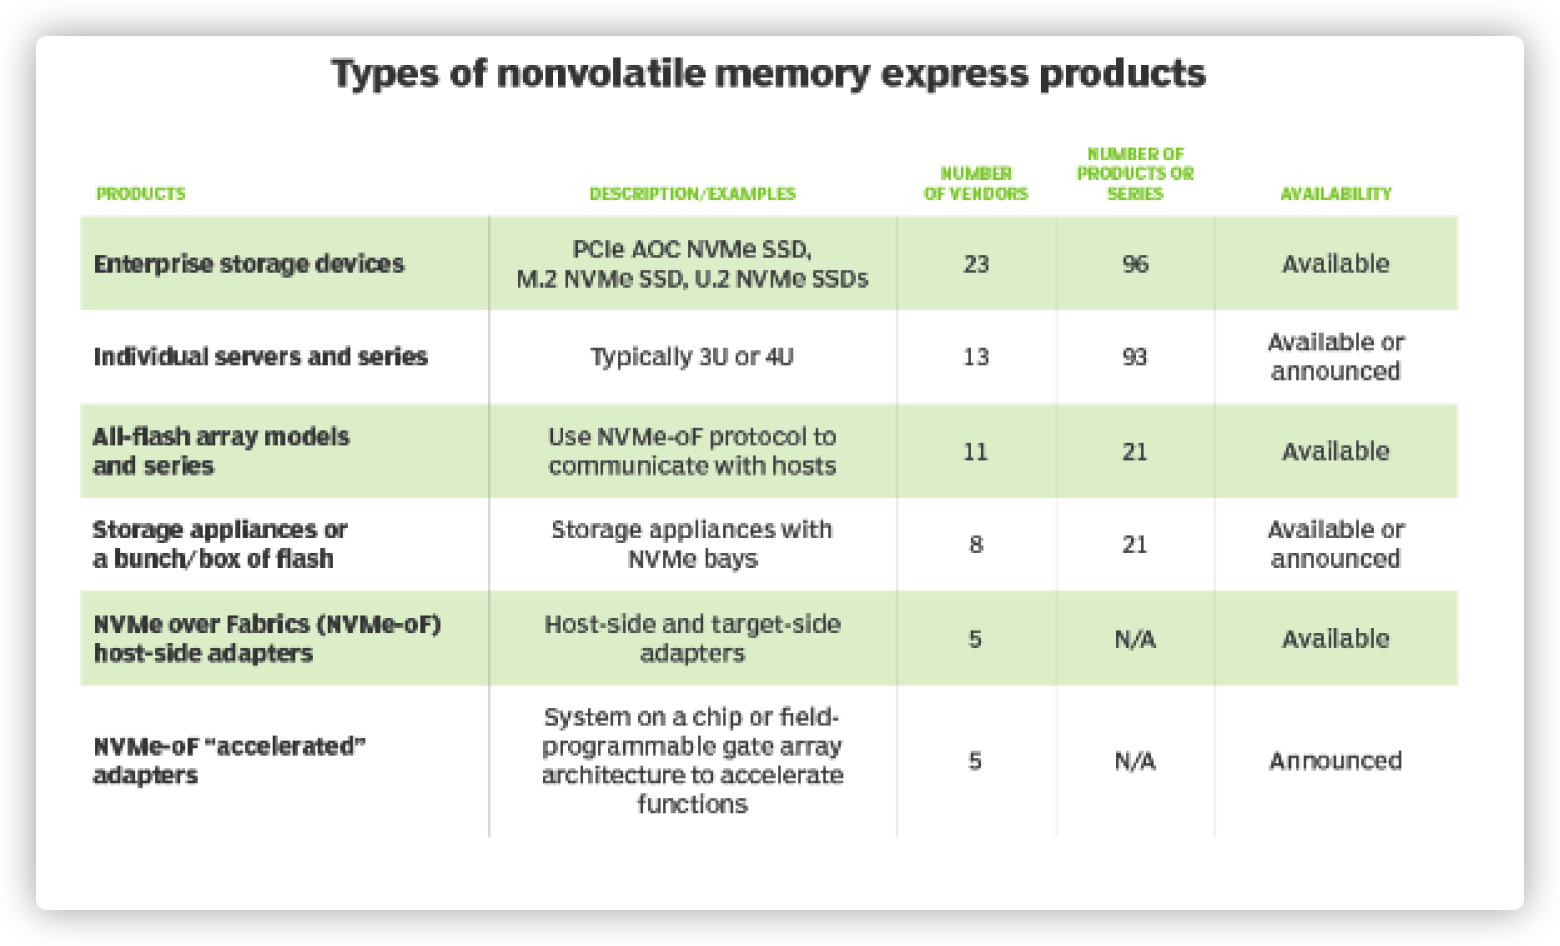 Types of nonvolatile memory express products
PRODUCTS
DESCRIPTION/EXAMPLES
NUMBER
OF VENDORS
NUMBER OF
PRODUCTS OR
SERIES
AVAILABILITY
Enterprise storage devices
PCIe AOC NVMe SSD,
M.2 NVMe SSD, U.2 NVMe SSDs
23
96
Available
Individual servers and series
Typically 3U or 4U
13
93
Available or
announced
All-flash array models
and series
Use NVMe-oF protocol to
communicate with hosts
11
21
Available
Storage appliances or
a bunch/box of flash
Storage appliances with
NVMe bays
8
21
Available or
announced
NVMe over Fabrics (NVMe-oF)
host-side adapters
Host-side and target-side
adapters
5
N/A
Available
NVMe-oF “accelerated”
adapters
System on a chip or field-
programmable gate array
architecture to accelerate
functions
5
N/A
Announced